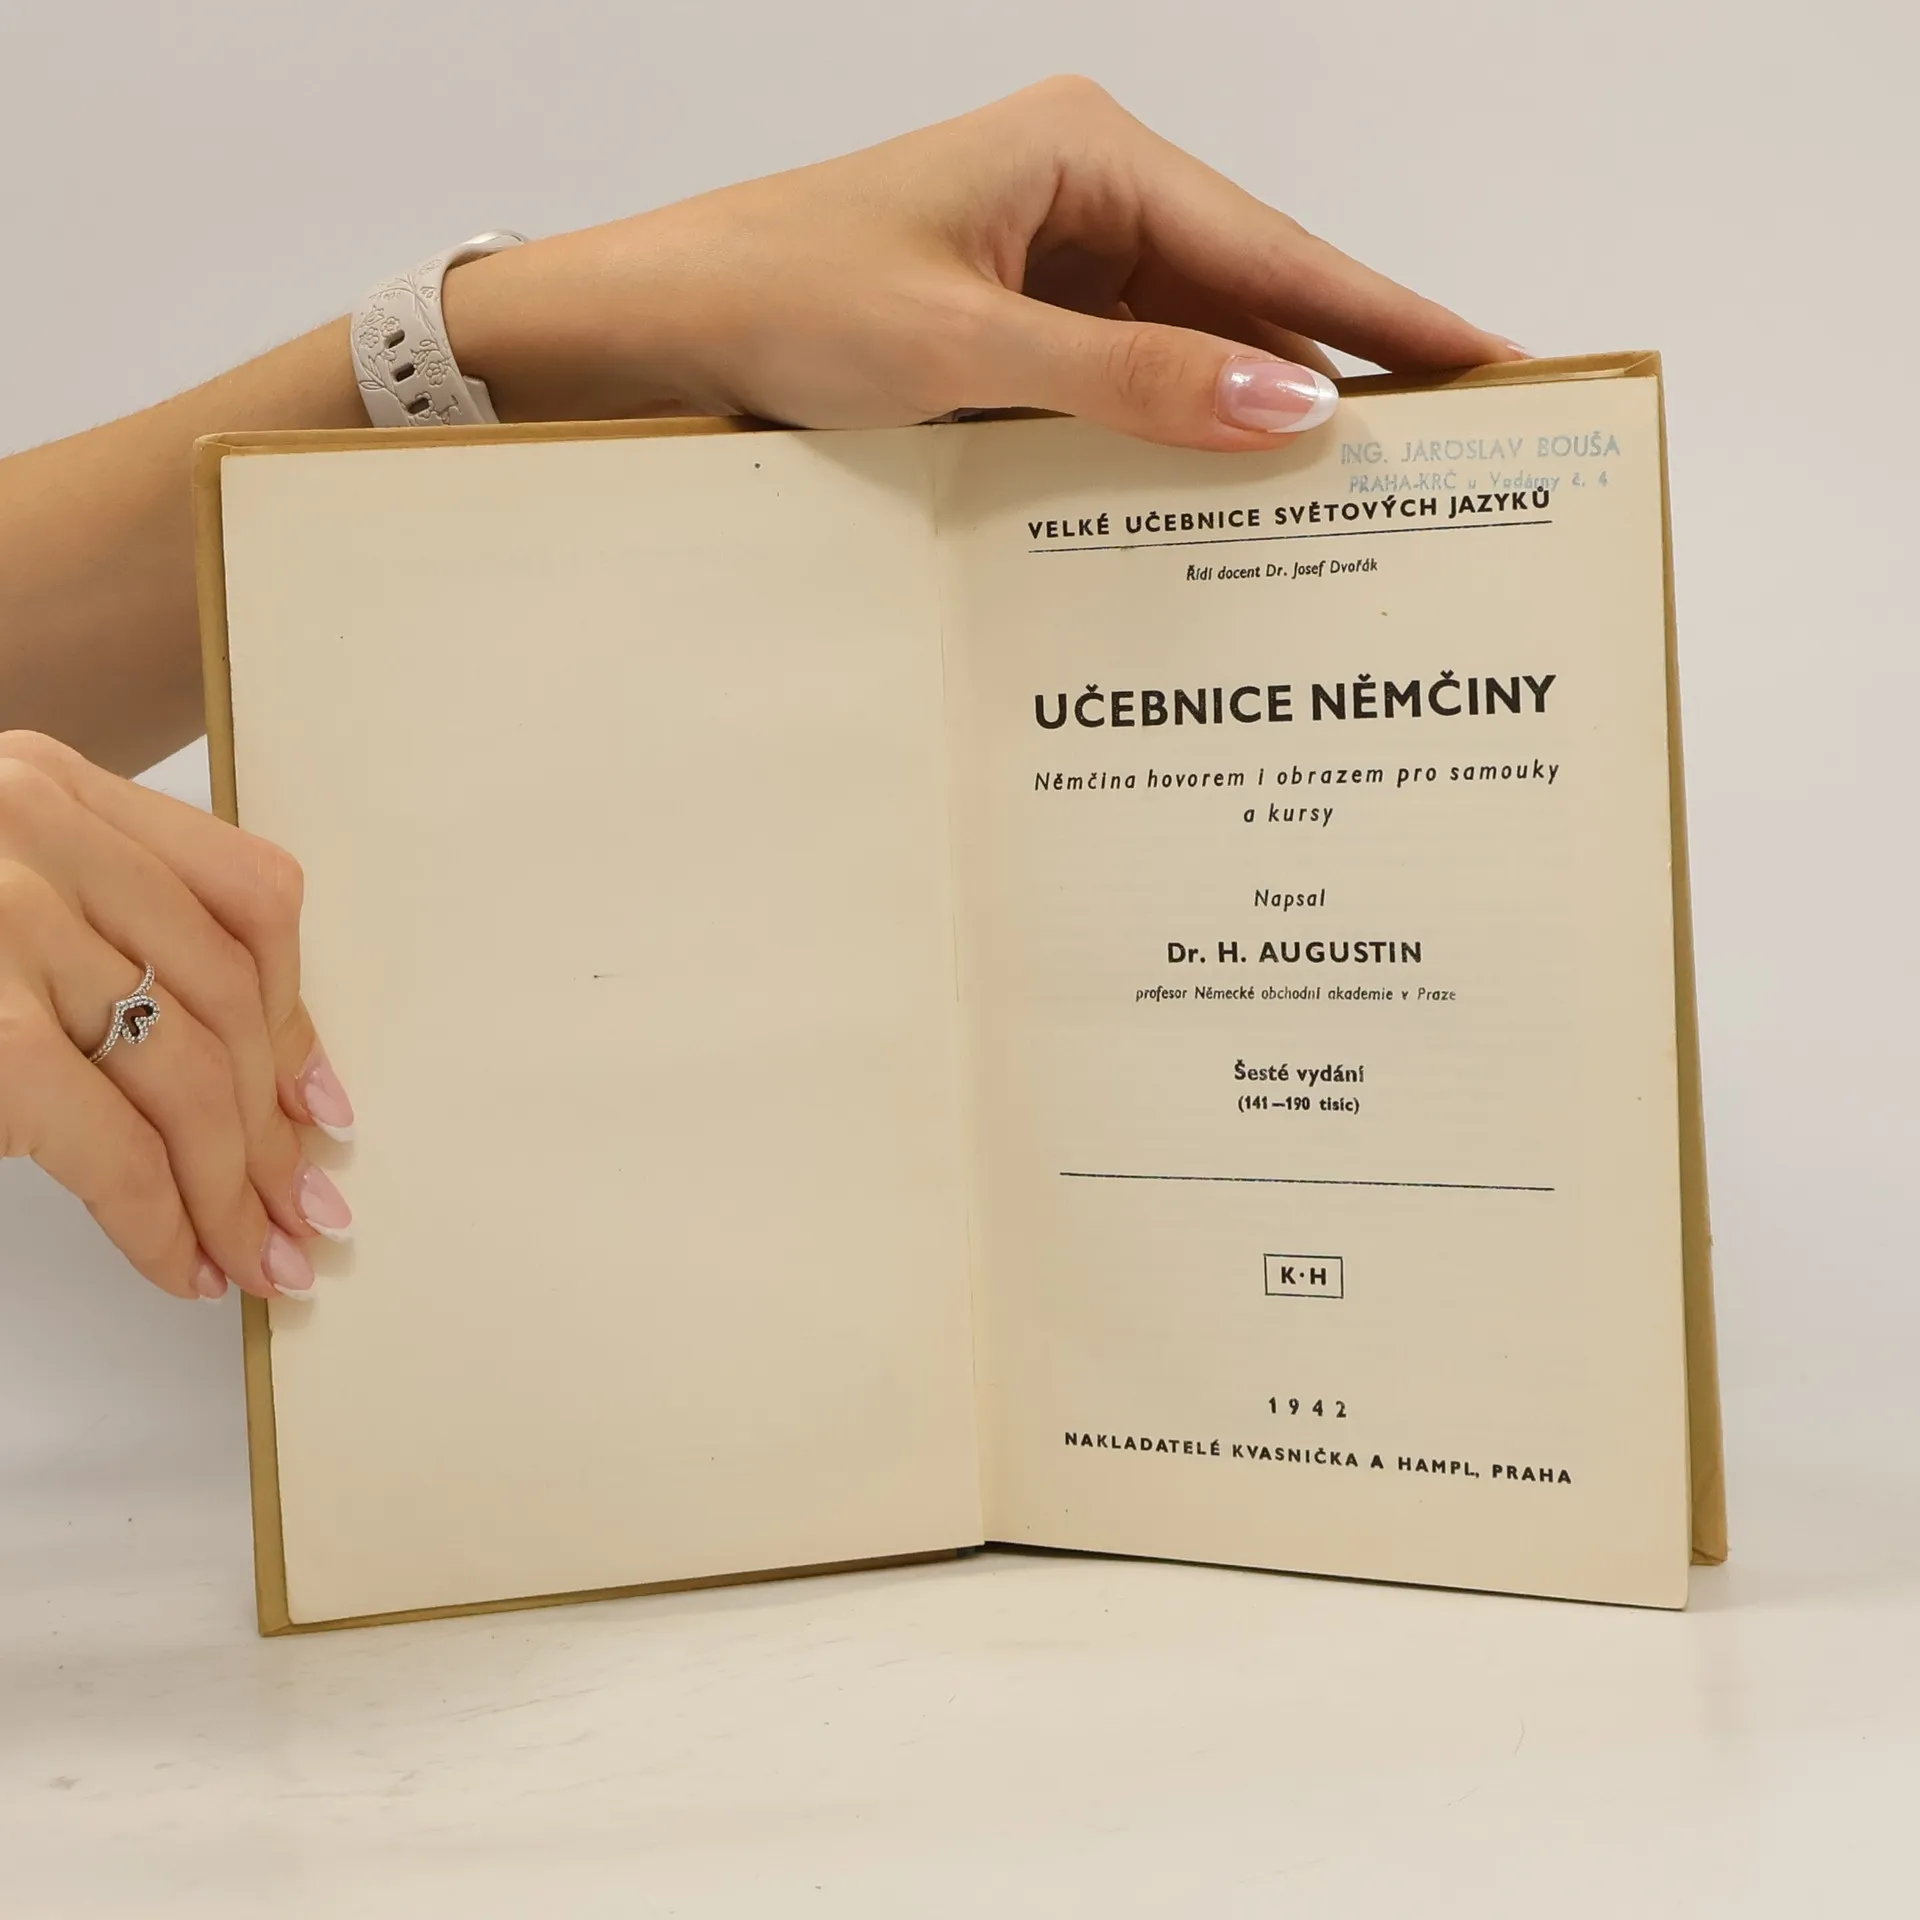 ING. JAROSLAV BOUŠA
PRAHA-KRČ u Vodárny č. 4
VELKÉ UČEBNICE SVĚTOVÝCH JAZYKŮ
Řídí docent Dr. Josef Dvořák
UČEBNICE NĚMČINY
Němčina hovorem i obrazem pro samouky
a kursy
Napsal
Dr. H. AUGUSTIN
profesor Německé obchodní akademie v Praze
Šesté vydání
(141—190 tisíc)
K·H
1942
NAKLADATELÉ KVASNIČKA A HAMPL, PRAHA